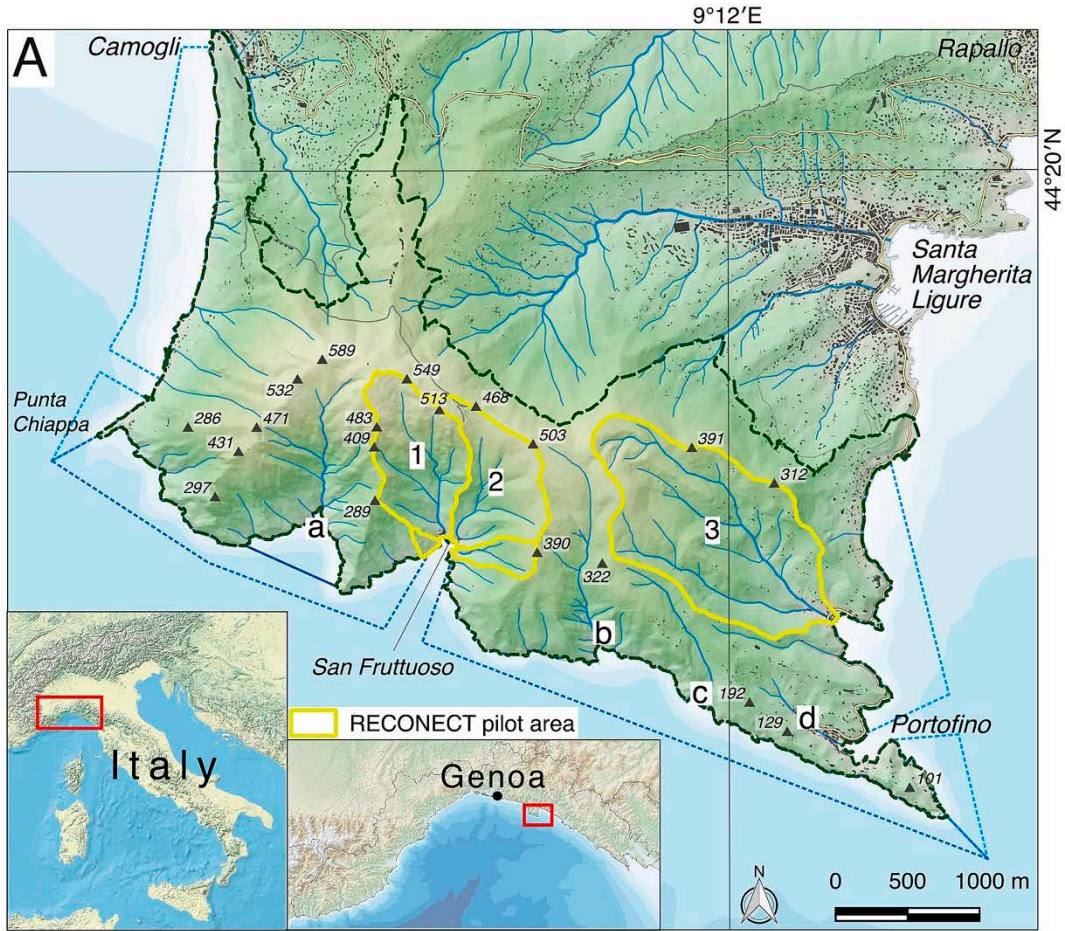 9°12′E
A
Camogli
Rapallo
44°20′N
Santa
Margherita
Ligure
589
549
532
513
468
Punta
Chiappa
286
471
483
503
431
409
391
1
2
312
297
289
3
a
390
322
b
San Fruttuoso
c
192
d
129
Portofino
101
RECONECT pilot area
Italy
Genoa
N
0 500 1000 m